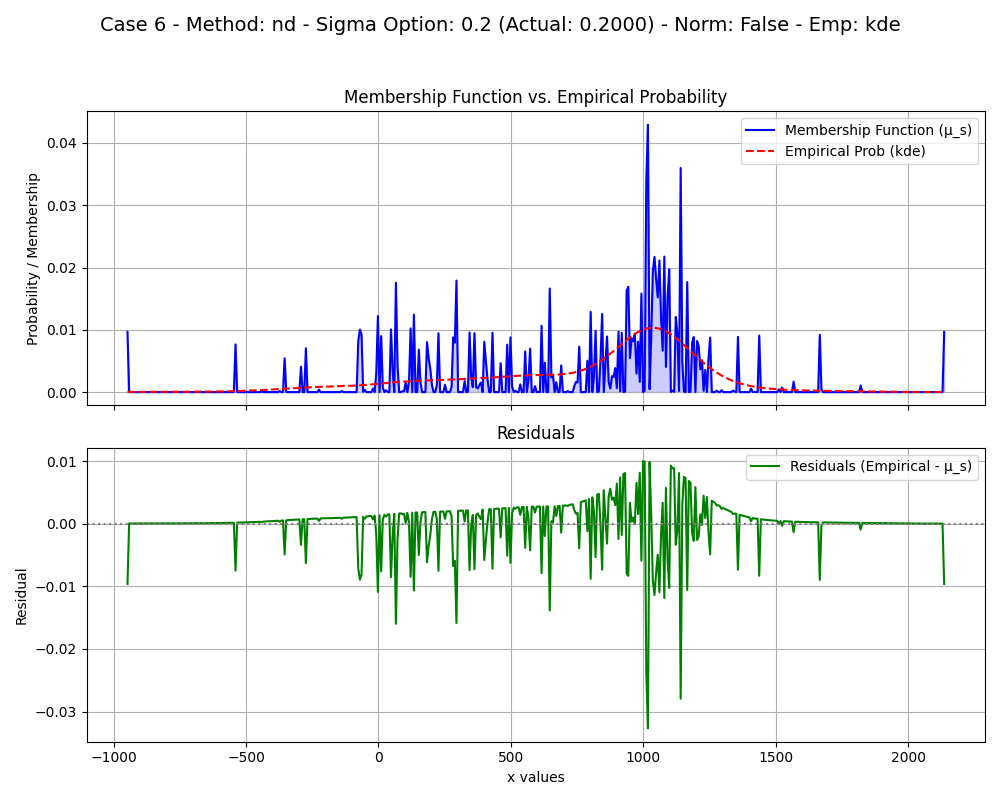 Case 6 - Method: nd - Sigma Option: 0.2 (Actual: 0.2000) - Norm: False - Emp: kde
Membership Function vs. Empirical Probability
Probability / Membership
0.04
0.03
0.02
0.01
0.00
Membership Function (μ_s)
Empirical Prob (kde)
Residuals
Residual
0.01
0.00
−0.01
−0.02
−0.03
Residuals (Empirical - μ_s)
−1000
−500
0
500
1000
1500
2000
x values